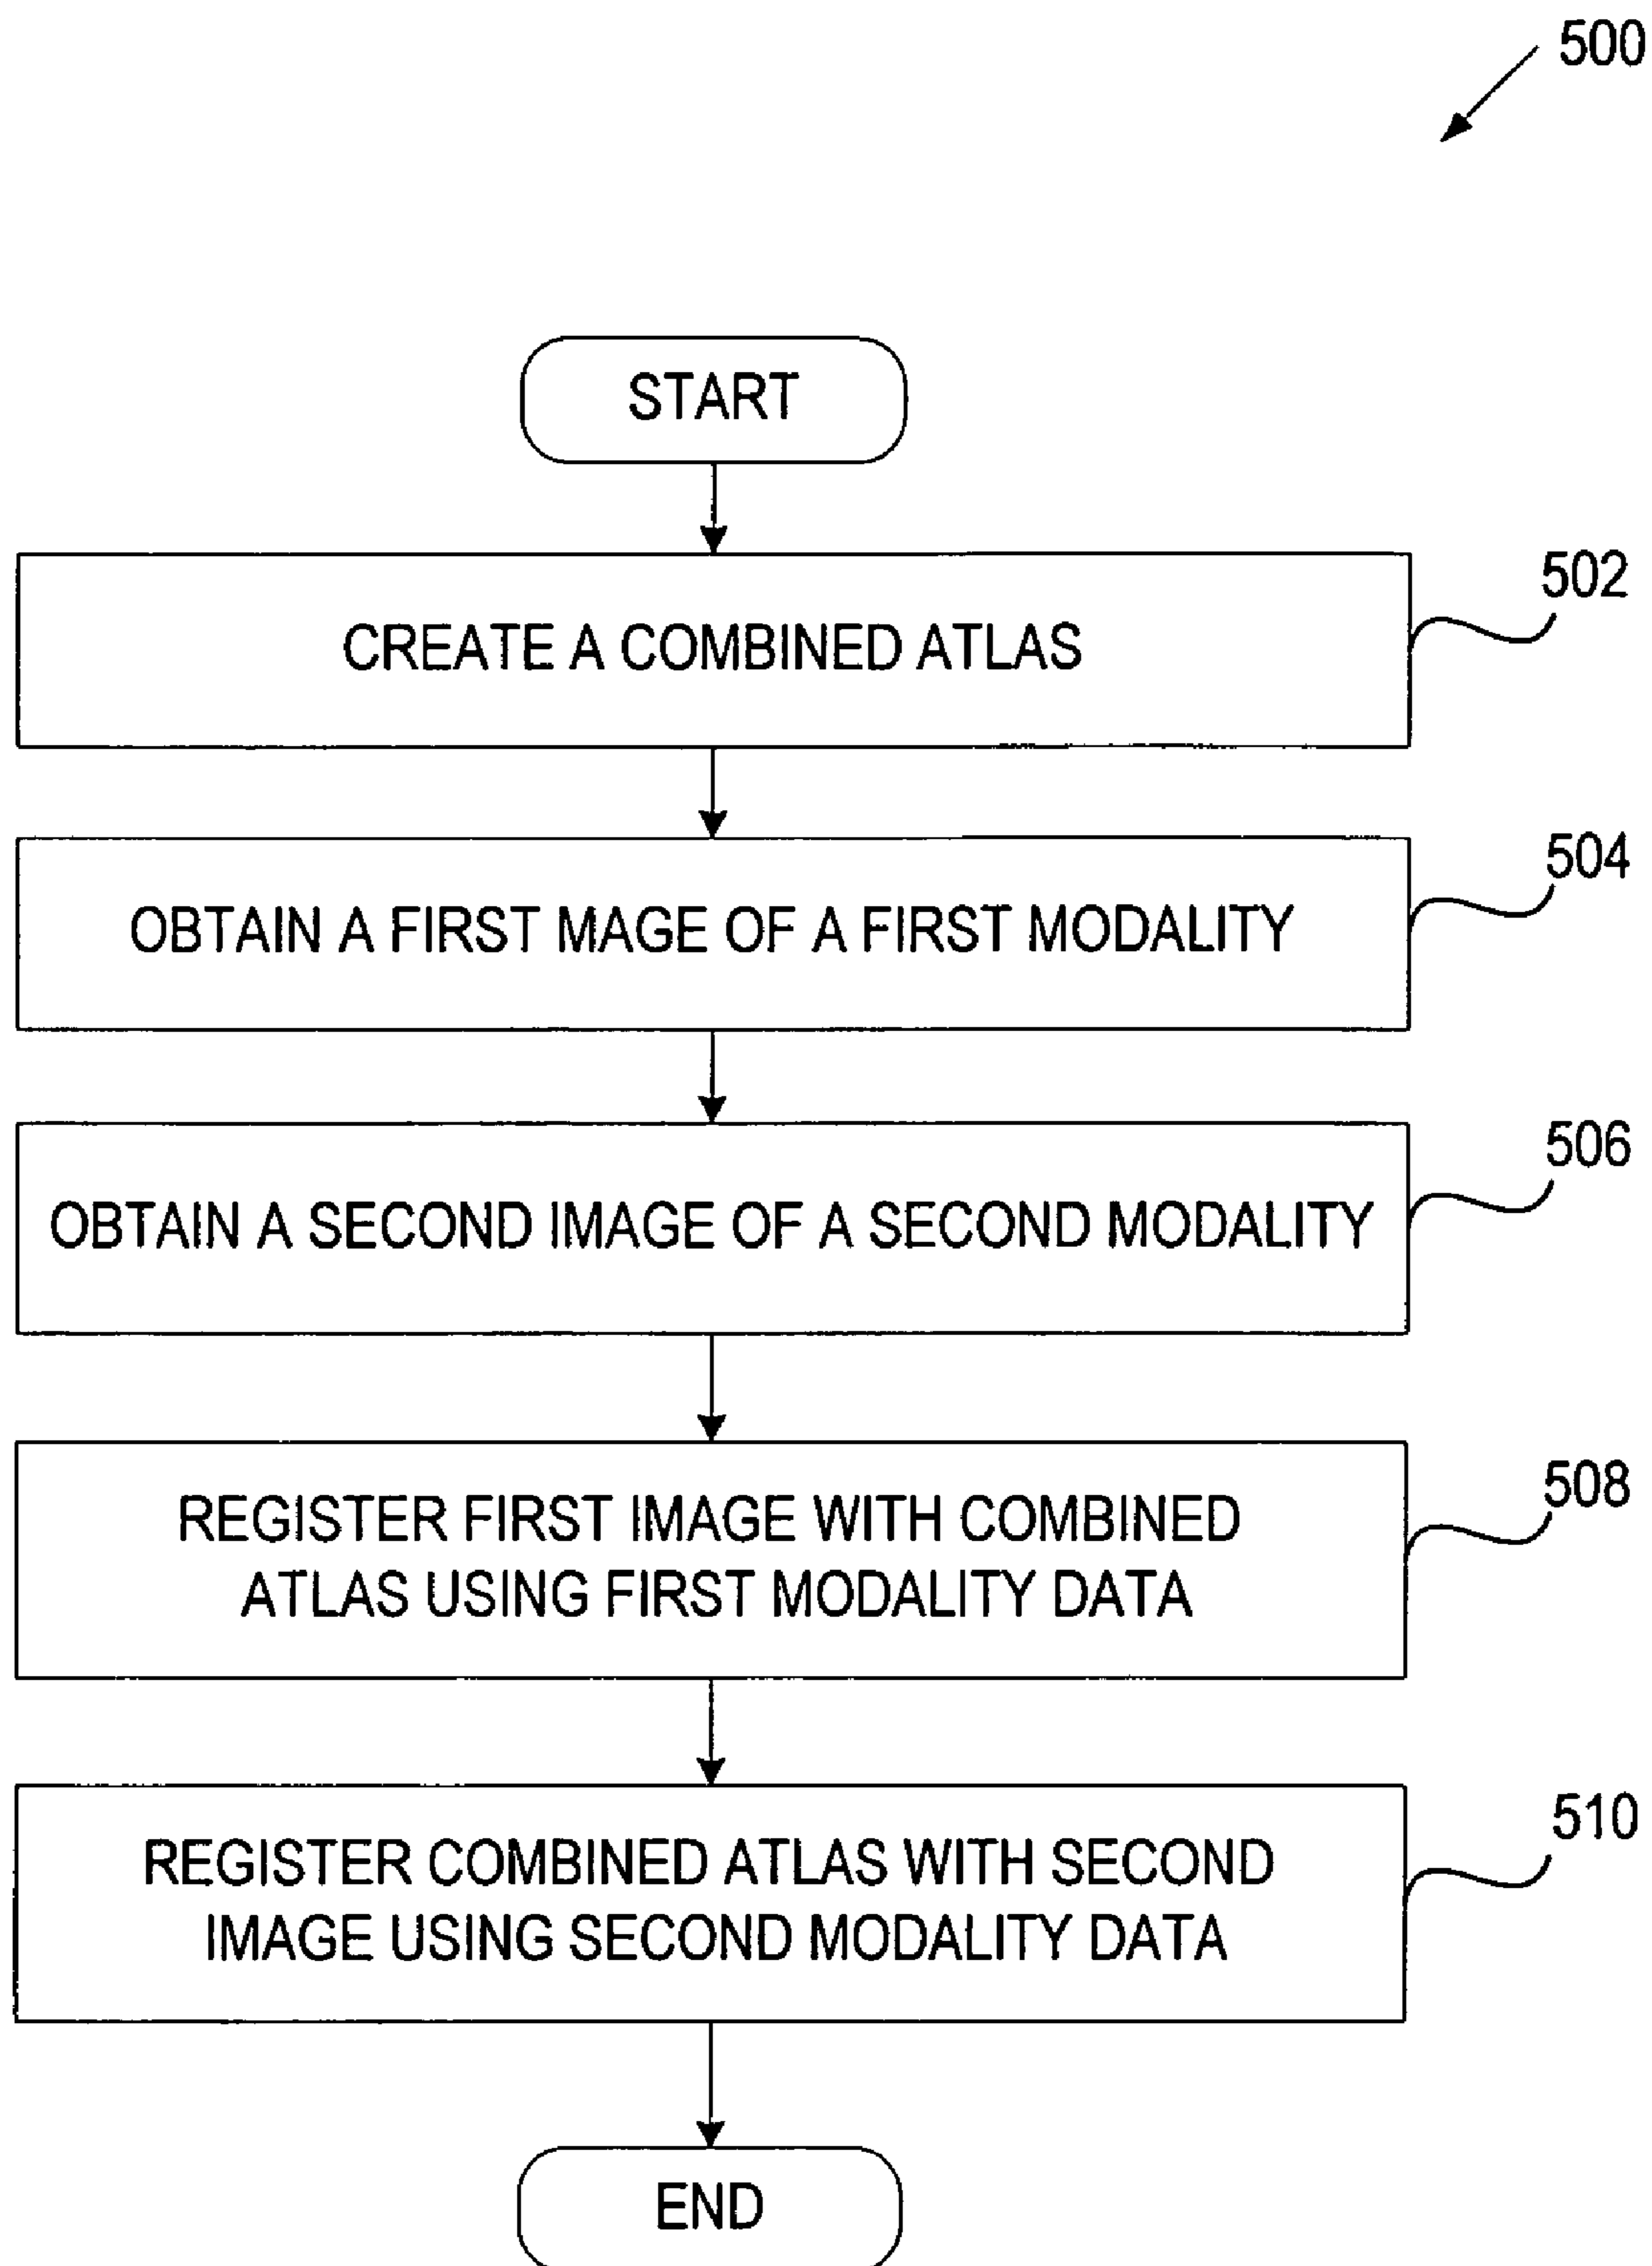 500
START
502
CREATE A COMBINED ATLAS
504
OBTAIN A FIRST MAGE OF A FIRST MODALITY
506
OBTAIN A SECOND IMAGE OF A SECOND MODALITY
508
REGISTER FIRST IMAGE WITH COMBINED
ATLAS USING FIRST MODALITY DATA
510
REGISTER COMBINED ATLAS WITH SECOND
IMAGE USING SECOND MODALITY DATA
END